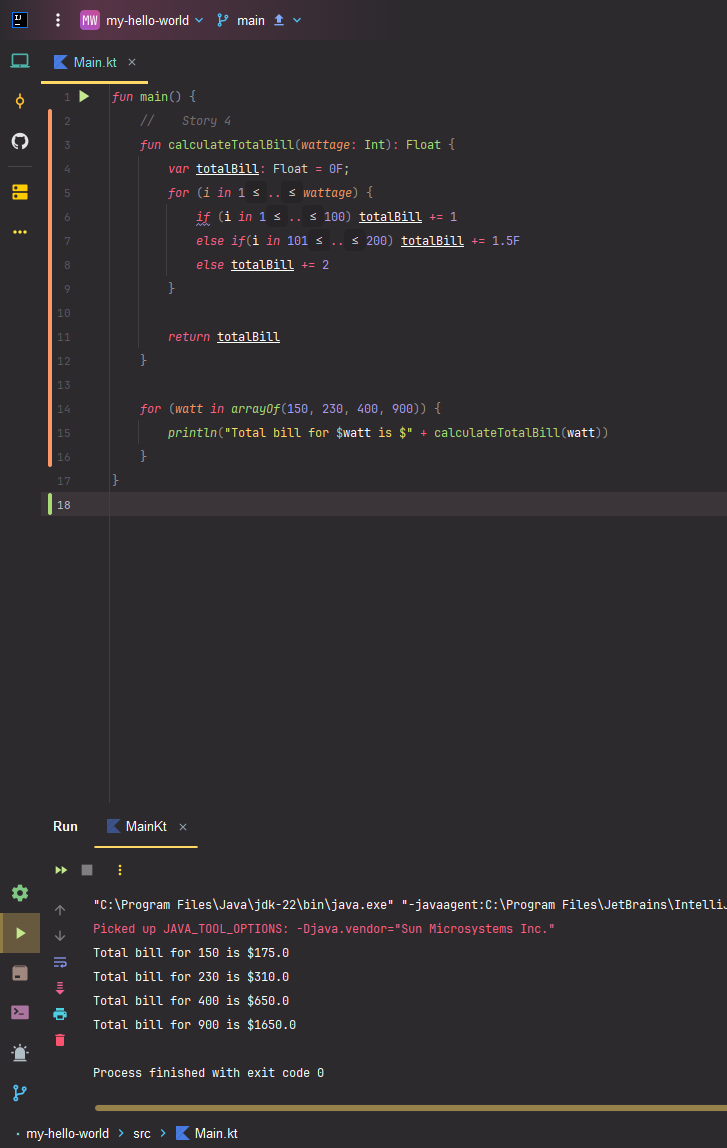 MW my-hello-world main
Main.kt
1 fun main() {
2 // Story 4
3 fun calculateTotalBill(wattage: Int): Float {
4 var totalBill: Float = 0F;
5 for (i in 1 ≤ .. ≤ wattage) {
6 if (i in 1 ≤ .. ≤ 100) totalBill += 1
7 else if(i in 101 ≤ .. ≤ 200) totalBill += 1.5F
8 else totalBill += 2
9 }
10
11 return totalBill
12 }
13
14 for (watt in arrayOf(150, 230, 400, 900)) {
15 println("Total bill for $watt is $" + calculateTotalBill(watt))
16 }
17 }
18
Run MainKt
"C:\Program Files\Java\jdk-22\bin\java.exe" "-javaagent:C:\Program Files\JetBrains\IntelliJ
Picked up JAVA_TOOL_OPTIONS: -Djava.vendor="Sun Microsystems Inc."
Total bill for 150 is $175.0
Total bill for 230 is $310.0
Total bill for 400 is $650.0
Total bill for 900 is $1650.0
Process finished with exit code 0
my-hello-world > src > Main.kt